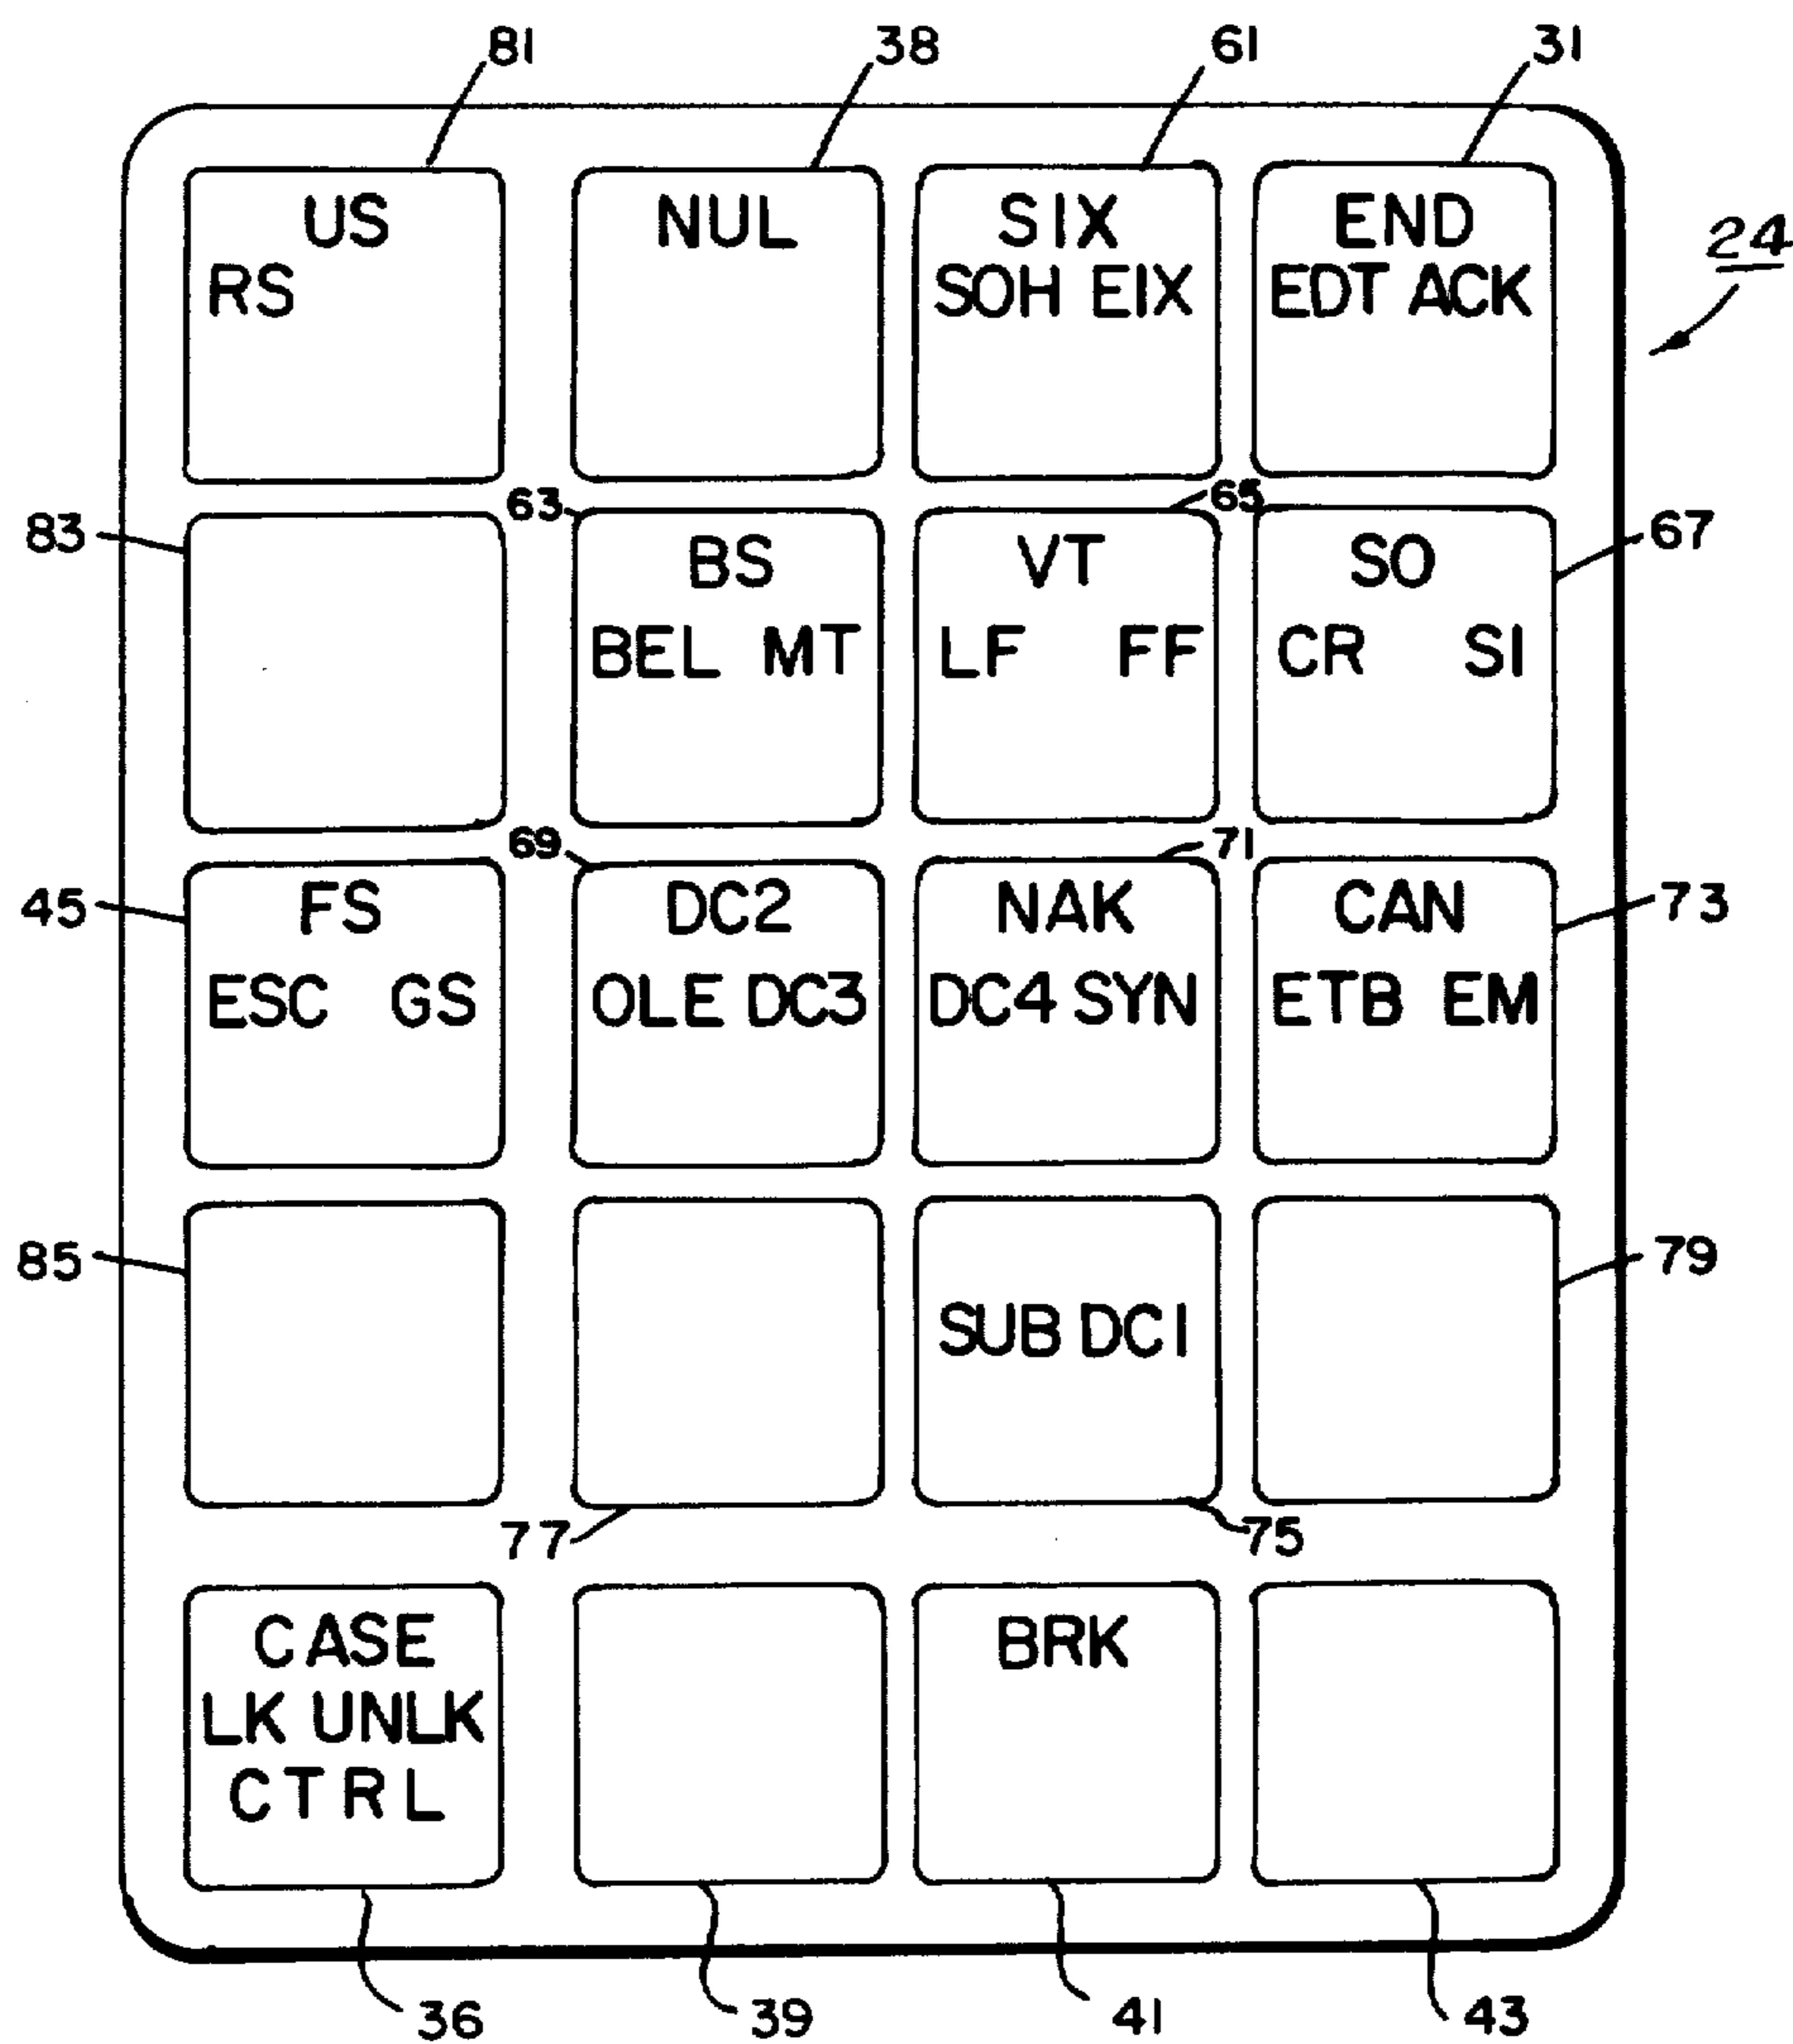 81 38 61 31
US NUL SIX END
RS SOH EIX EDT ACK
24
83 63 65 67
BS VT SO
BEL MT LF FF CR SI
69 71
45 FS DC2 NAK CAN 73
ESC GS OLE DC3 DC4 SYN ETB EM
85 79
SUB DC1
77 75
CASE BRK
LK UNLK
CTRL
36 39 41 43